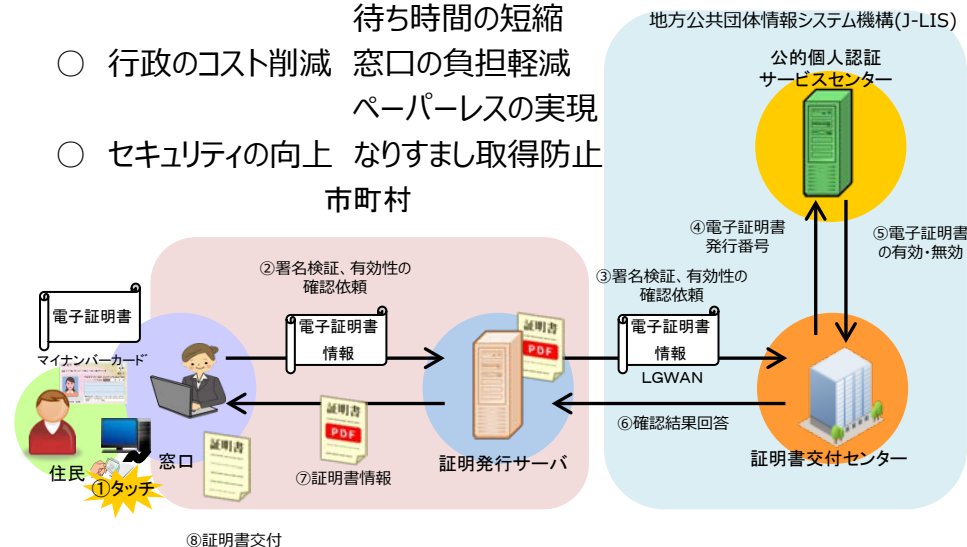 待ち時間の短縮
○ 行政のコスト削減 窓口の負担軽減
ペーパーレスの実現
○ セキュリティの向上 なりすまし取得防止
市町村
地方公共団体情報システム機構(J-LIS)
公的個人認証
サービスセンター
④電子証明書
発行番号
⑤電子証明書
の有効・無効
②署名検証、有効性の
確認依頼
③署名検証、有効性の
確認依頼
電子証明書
マイナンバーカード
電子証明書
情報
証明書
PDF
電子証明書
情報
LGWAN
⑥確認結果回答
証明書
PDF
⑦証明書情報
証明書
住民
①タッチ
窓口
証明発行サーバ
証明書交付センター
⑧証明書交付